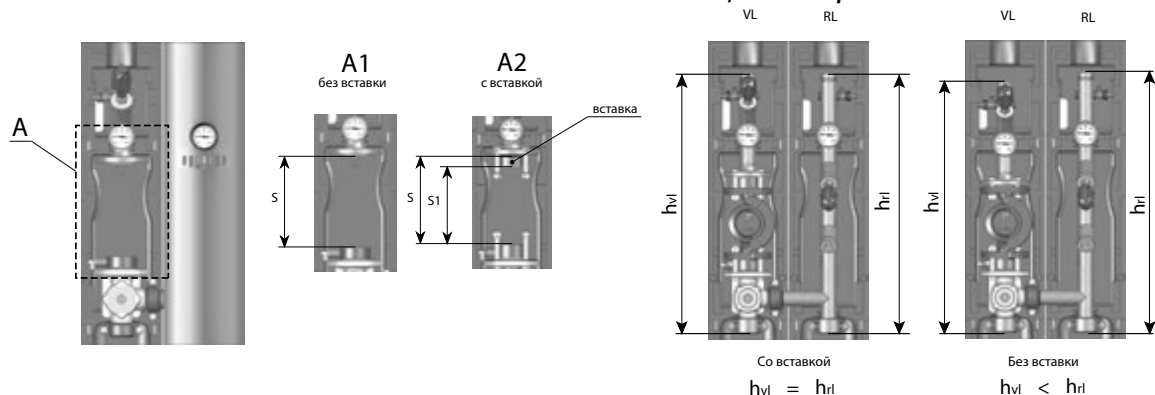 VL RL VL RL
A
A1
без вставки
A2
с вставкой
вставка
S
S S1
hvl hrl
hvl hrl
Со вставкой
hvl = hrl
Без вставки
hvl < hrl